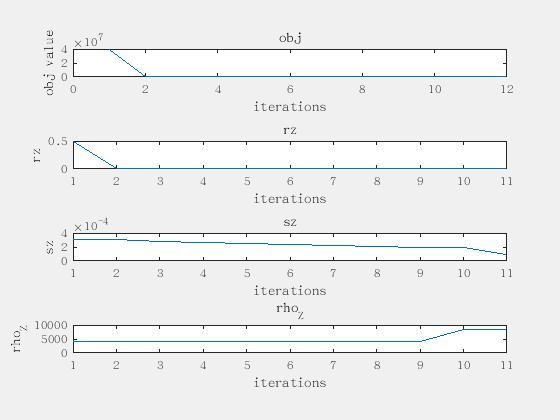 obj
×10^7
obj value
4
2
0
0 2 4 6 8 10 12
iterations
rz
rz
0.5
0
1 2 3 4 5 6 7 8 9 10 11
iterations
sz
×10^-4
sz
4
2
0
1 2 3 4 5 6 7 8 9 10 11
iterations
rho_z
rho_z
10000
5000
0
1 2 3 4 5 6 7 8 9 10 11
iterations